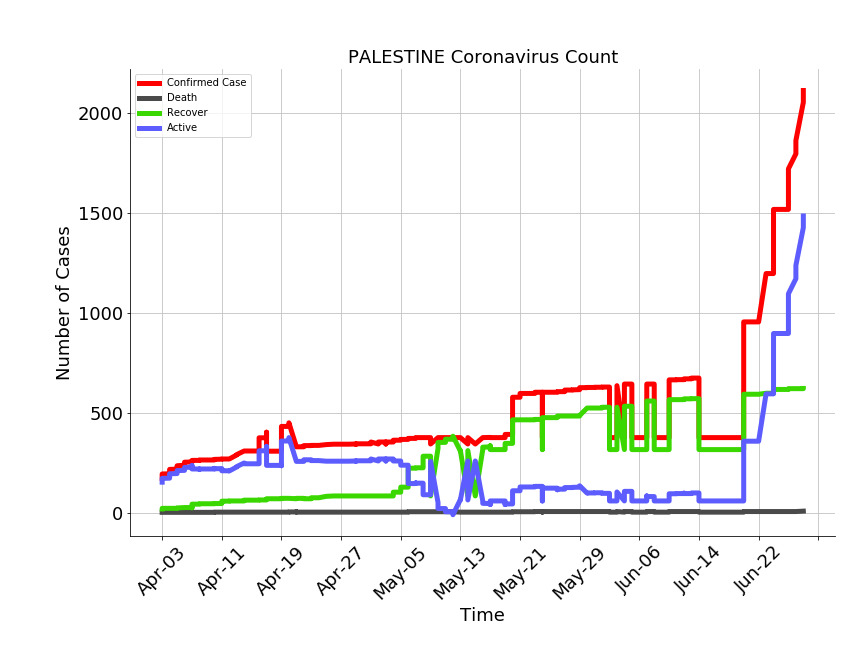 PALESTINE Coronavirus Count
Confirmed Case
Death
Recover
Active
Number of Cases
2000
1500
1000
500
0
Apr-03
Apr-11
Apr-19
Apr-27
May-05
May-13
May-21
May-29
Jun-06
Jun-14
Jun-22
Time